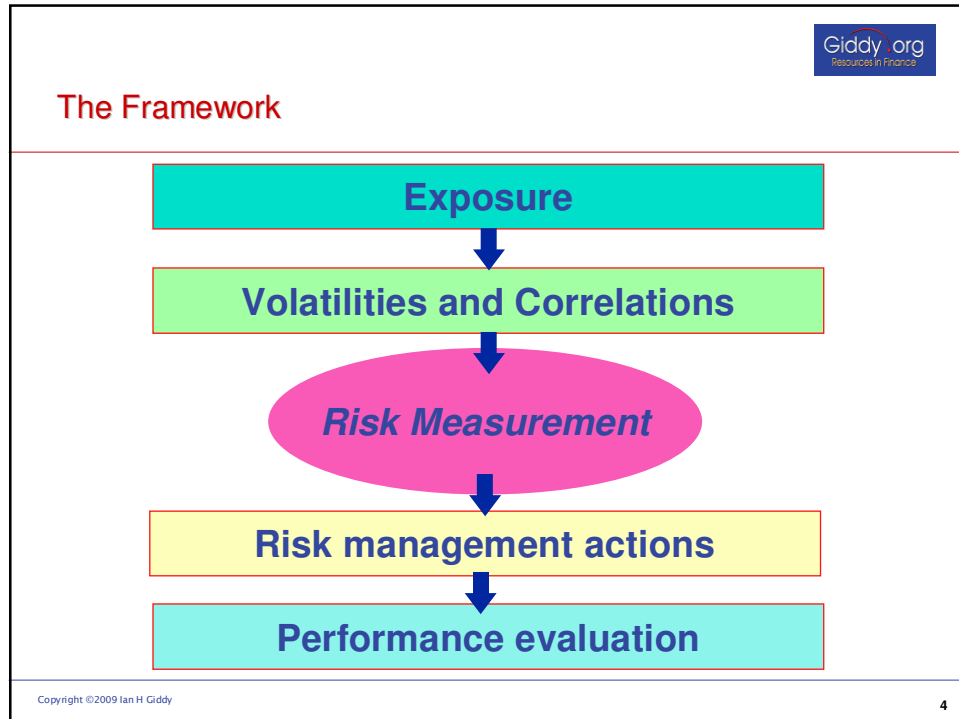 Giddy.org
Resources in Finance
The Framework
Exposure
Volatilities and Correlations
Risk Measurement
Risk management actions
Performance evaluation
Copyright ©2009 Ian H Giddy
4